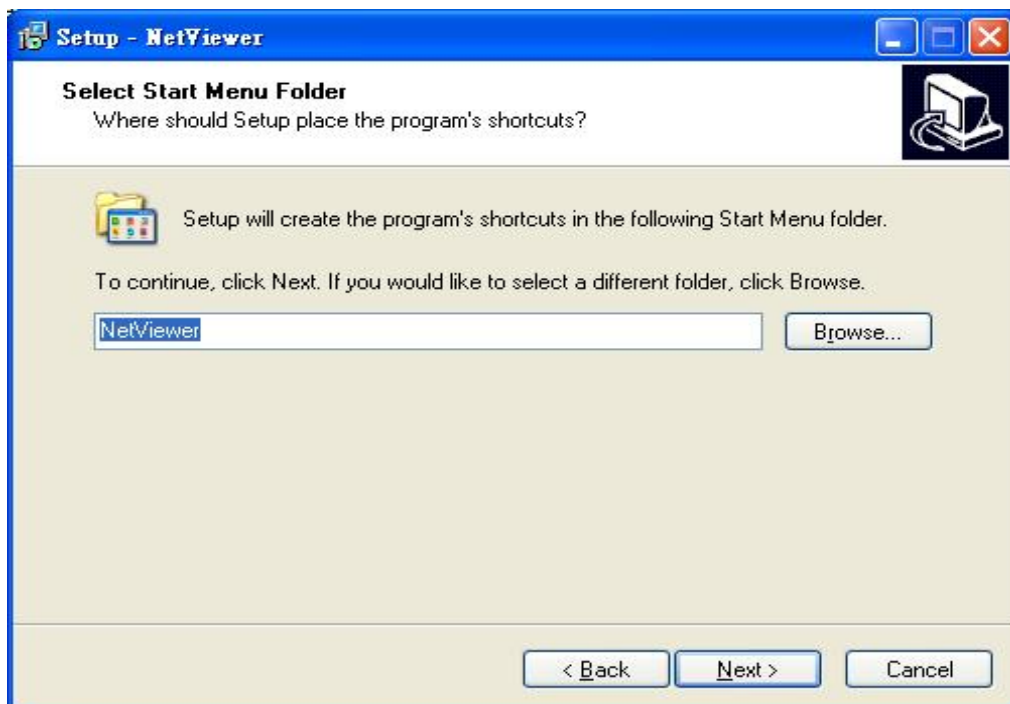 Setup - NetViewer
Select Start Menu Folder
Where should Setup place the program's shortcuts?
Setup will create the program's shortcuts in the following Start Menu folder.
To continue, click Next. If you would like to select a different folder, click Browse.
NetViewer
Browse...
< Back
Next >
Cancel